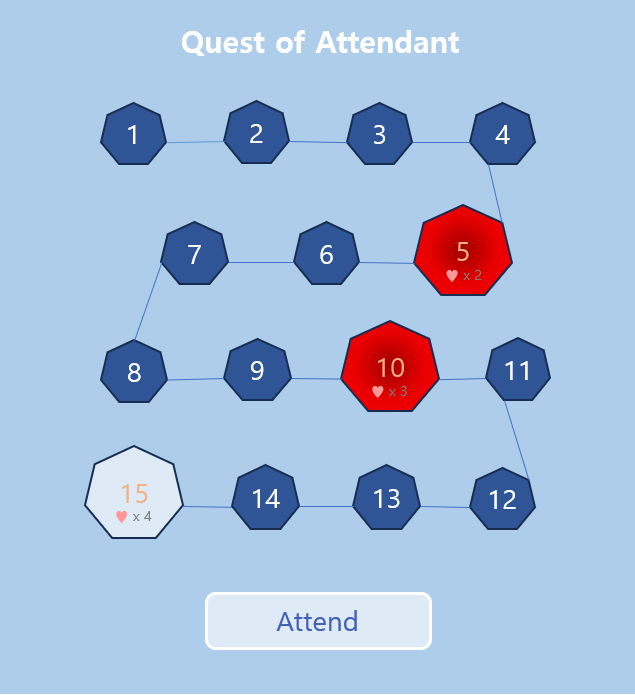 Quest of Attendant
1 2 3 4
7 6 5
♥ x 2
8 9 10 11
♥ x 3
15 14 13 12
♥ x 4
Attend